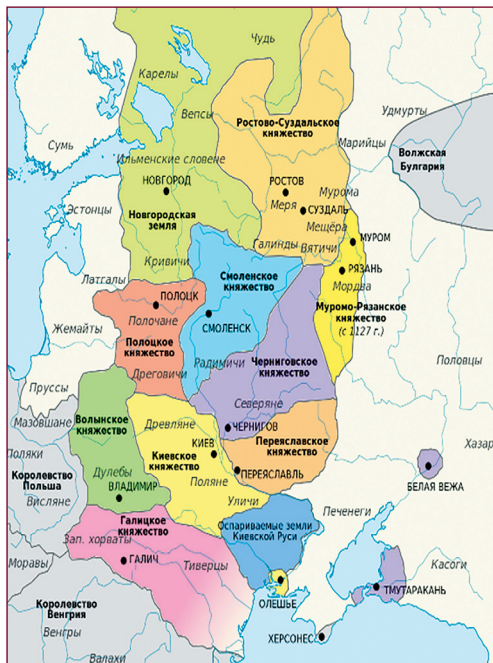 Чудь
Карелы
Вепсы
Ростово-Суздальское
княжество
Удмурты
Сумь
Марийцы
Волжская
Булгария
Ильменские словене
НОВГОРОД
РОСТОВ
Мурома
Меря
СУЗДАЛЬ
Эстонцы
Новгородская
земля
Мещёра
МУРОМ
Галинды
Вятичи
Кривичи
РЯЗАНЬ
Латгалы
Смоленское
княжество
Мордва
ПОЛОЦК
Муромо-Рязанское
княжество
(с 1127 г.)
Полочане
СМОЛЕНСК
Жемайты
Полоцкое
княжество
Радимичи
Черниговское
княжество
Половцы
Дреговичи
Пруссы
Северяне
Мазовшане
Волынское
княжество
Древляне
ЧЕРНИГОВ
Поляки
КИЕВ
Переяславское
княжество
Хазар
Королевство
Польша
Киевское
княжество
Дулебы
Поляне
ПЕРЕЯСЛАВЛЬ
ВЛАДИМИР
БЕЛАЯ ВЕЖА
Висляне
Уличи
Галицкое
княжество
Печенеги
Оспариваемые земли
Киевской Руси
Зап. хорваты
Моравы
ГАЛИЧ
Тиверцы
Касоги
ТМУТАРАКАНЬ
ОЛЕШЬЕ
Королевство
Венгрия
Венгры
ХЕРСОНЕС
Валахи